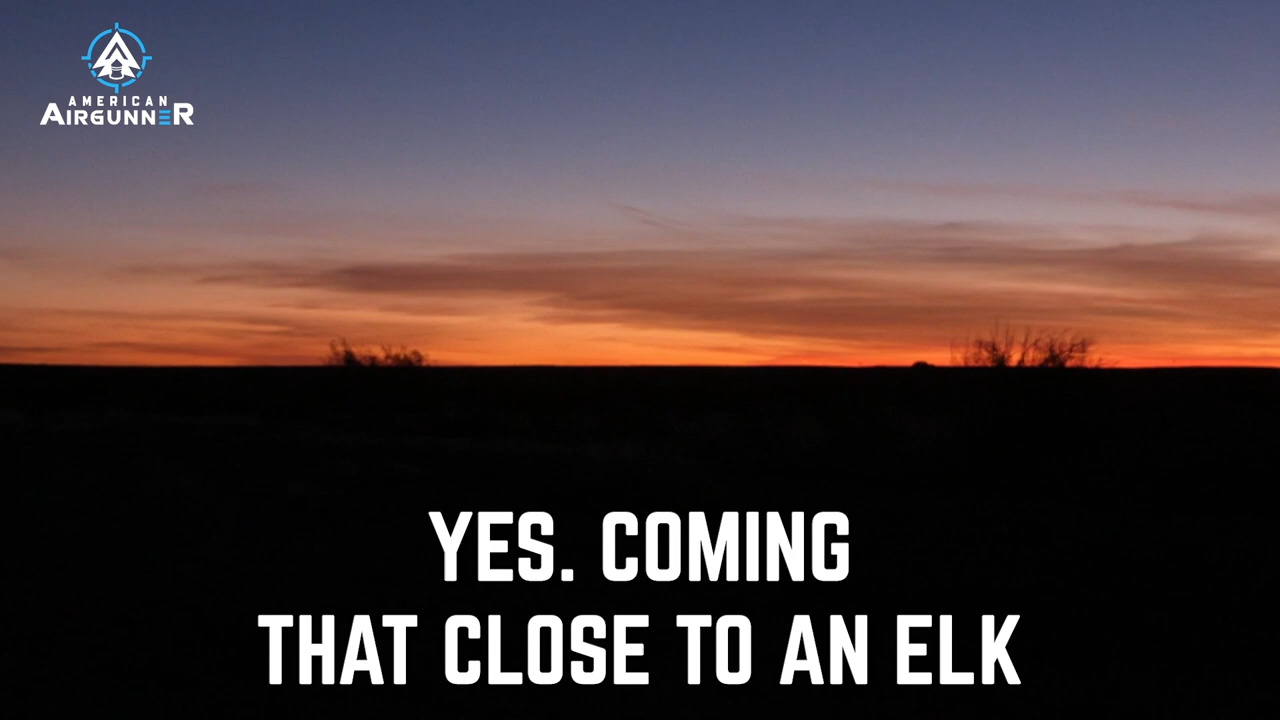 AMERICAN
AIRGUNNER
YES. COMING
THAT CLOSE TO AN ELK